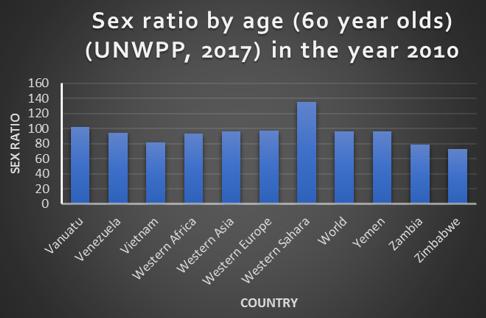 Sex ratio by age (60 year olds)
(UNWPP, 2017) in the year 2010
160
140
120
100
80
60
40
20
0
SEX RATIO
Vanuatu
Venezuela
Vietnam
Western Africa
Western Asia
Western Europe
Western Sahara
World
Yemen
Zambia
Zimbabwe
COUNTRY